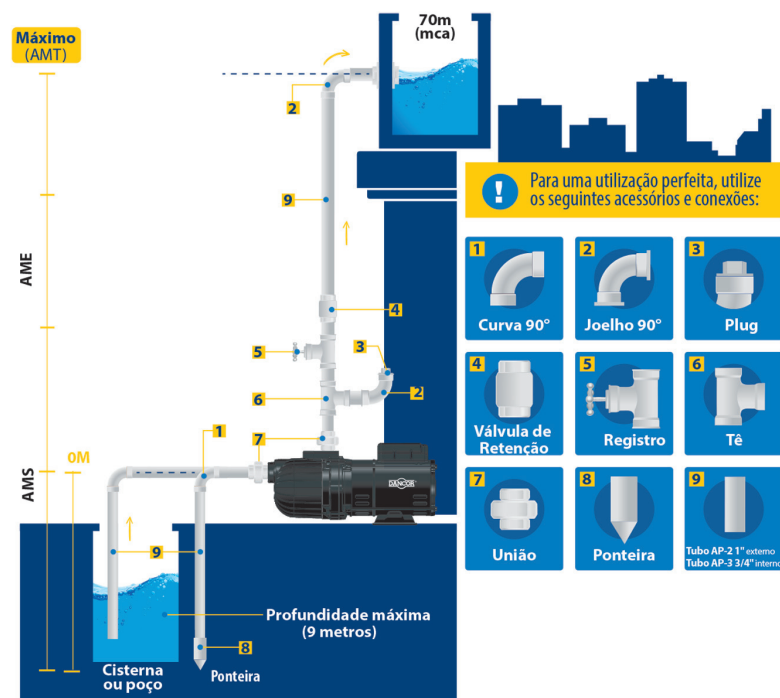 Máximo
(AMT)
70m
(mca)
2
9
AME
4
5
3
6
2
1
7
0M
AMS
DANCOR
9
Profundidade máxima
(9 metros)
8
Cisterna
ou poço
Ponteira
!
Para uma utilização perfeita, utilize
os seguintes acessórios e conexões:
1
Curva 90°
2
Joelho 90°
3
Plug
4
Válvula de
Retenção
5
Registro
6
Tê
7
União
8
Ponteira
9
Tubo AP-2 1" externo
Tubo AP-3 3/4" interno